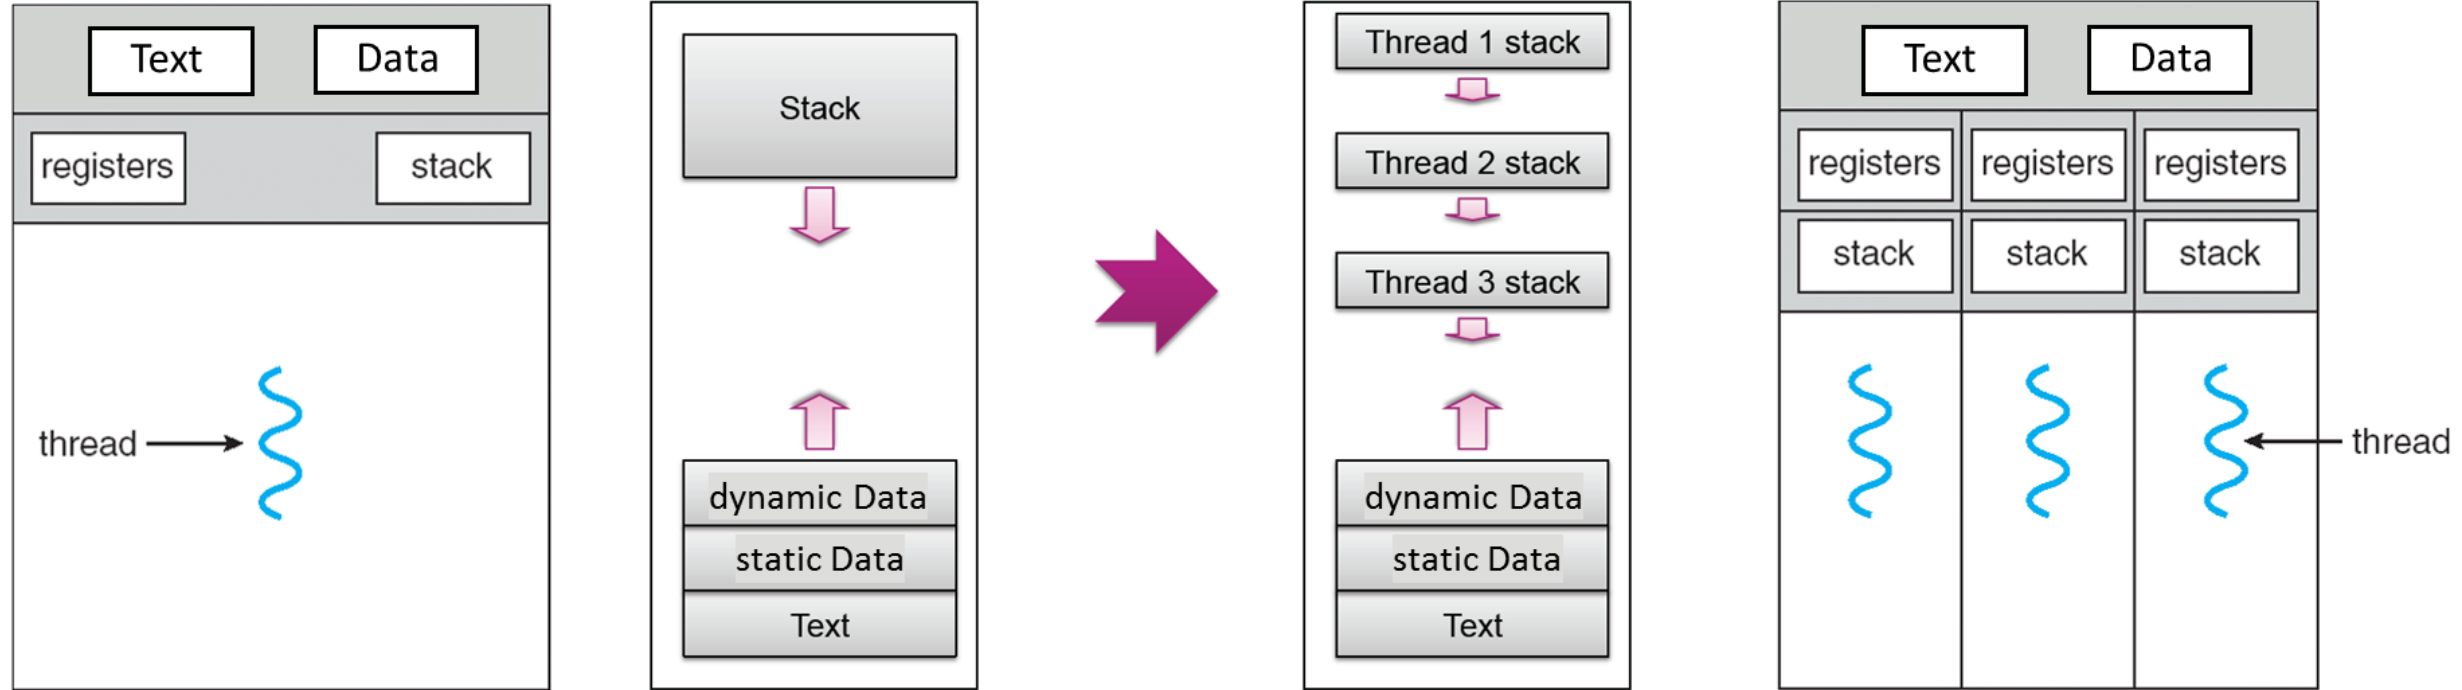 Text Data
registers stack
thread
Stack
dynamic Data
static Data
Text
Thread 1 stack
Thread 2 stack
Thread 3 stack
dynamic Data
static Data
Text
Text Data
registers registers registers
stack stack stack
thread